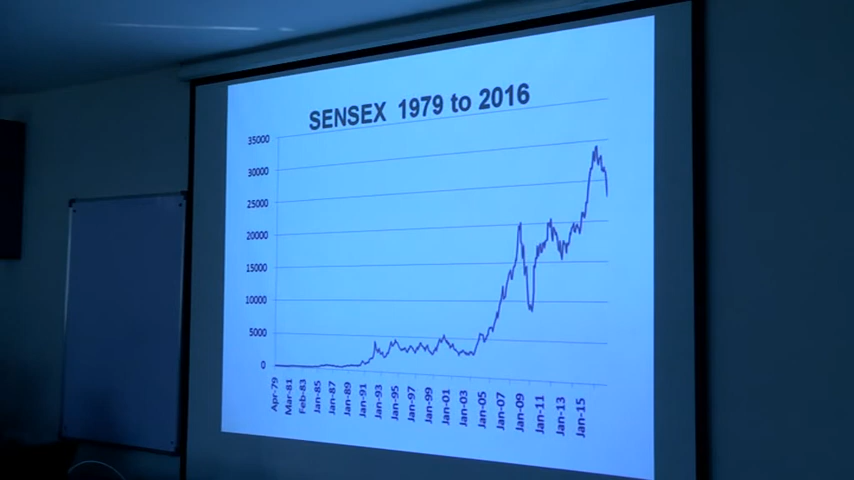 SENSEX 1979 to 2016
35000
30000
25000
20000
15000
10000
5000
0
Apr-79
Mar-81
Feb-83
Jan-85
Jan-87
Jan-89
Jan-91
Jan-93
Jan-95
Jan-97
Jan-99
Jan-01
Jan-03
Jan-05
Jan-07
Jan-09
Jan-11
Jan-13
Jan-15